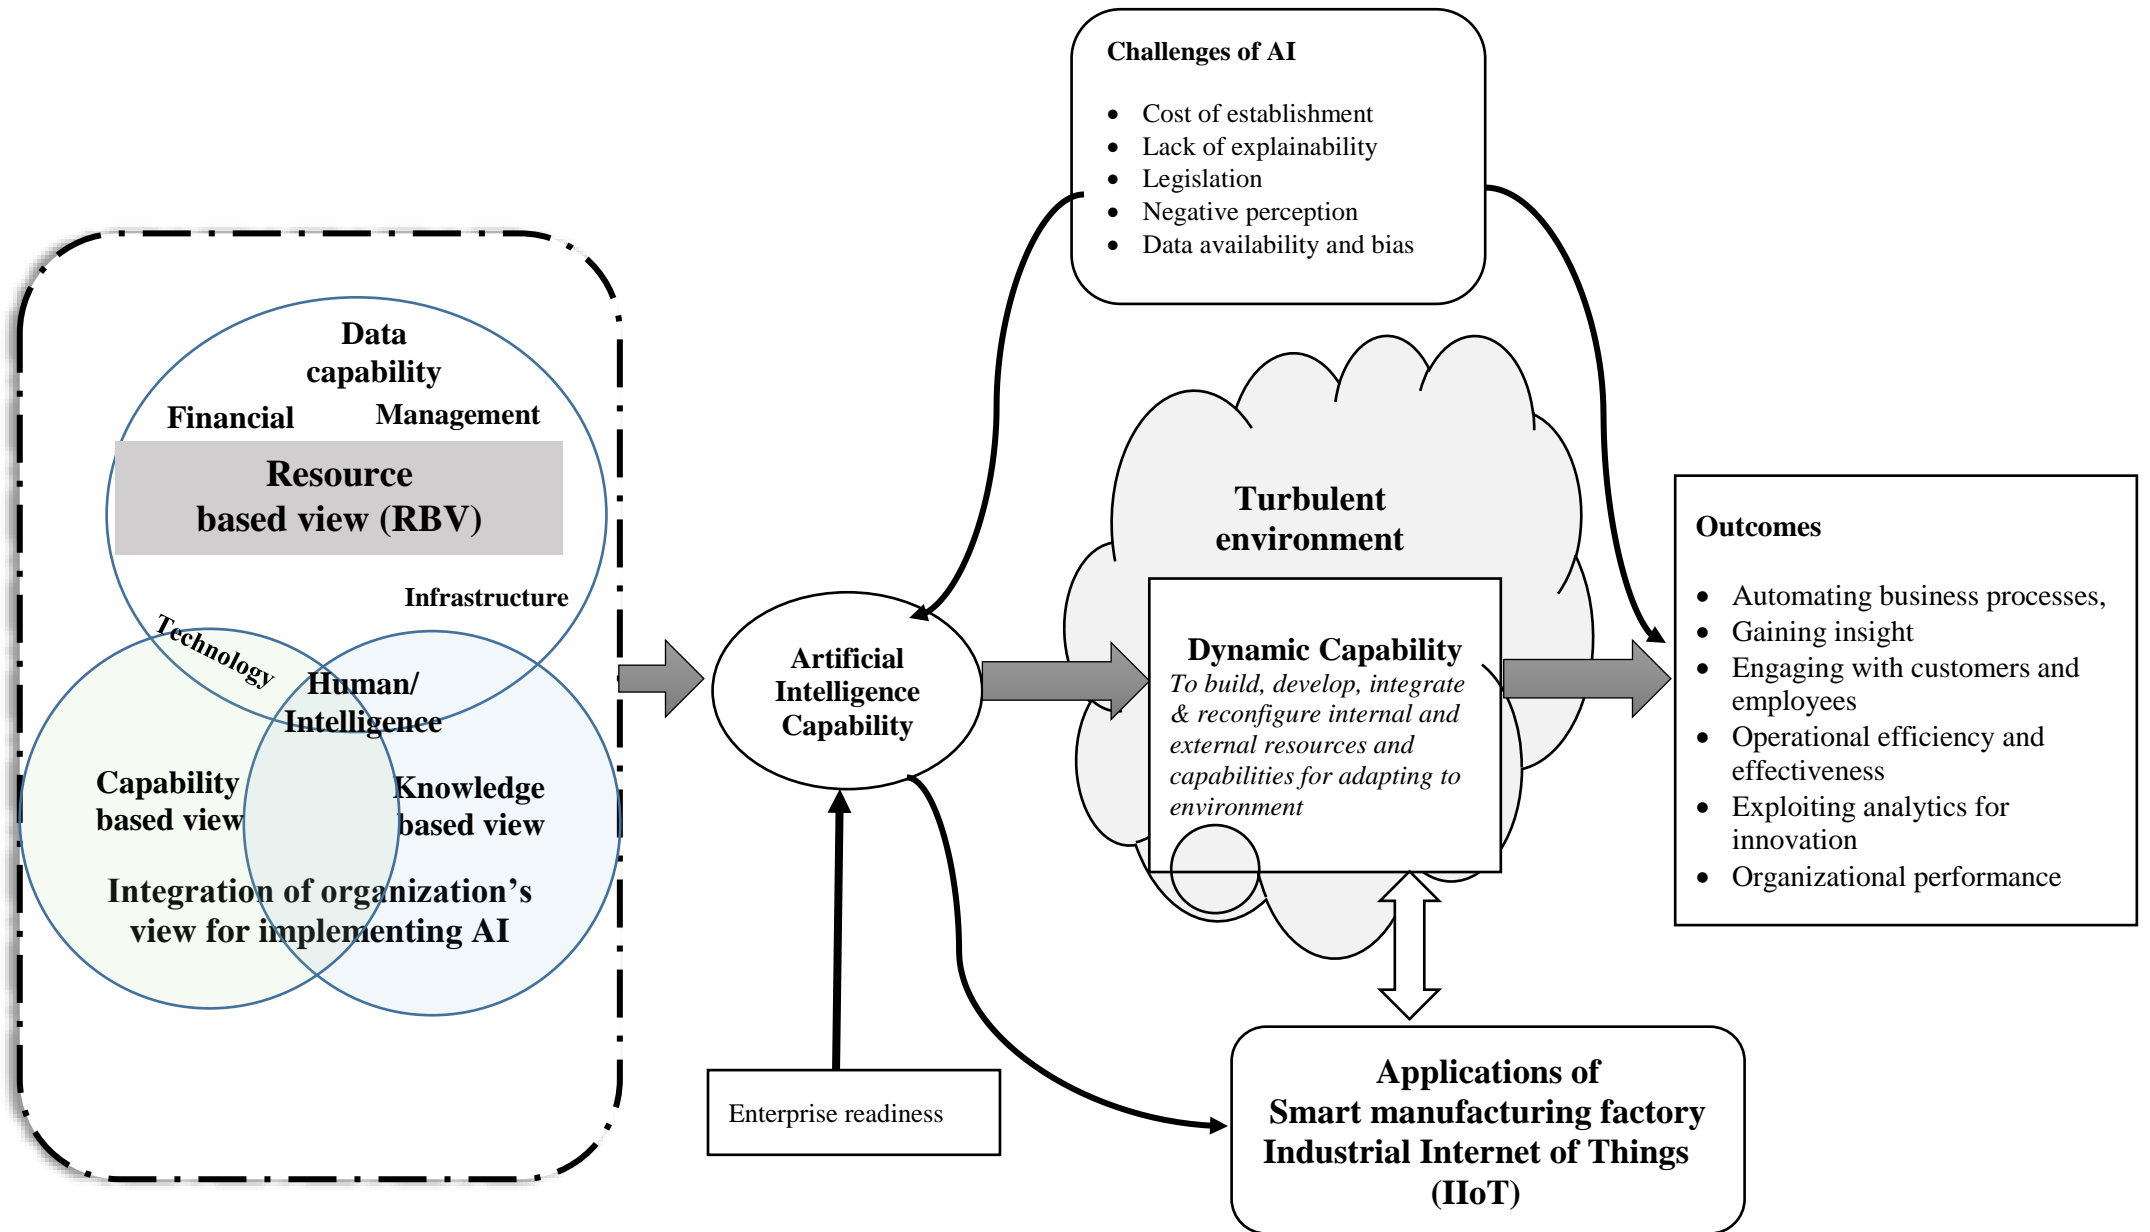 Challenges of AI
• Cost of establishment
• Lack of explainability
• Legislation
• Negative perception
• Data availability and bias
Data
capability
Financial
Management
Resource
based view (RBV)
Infrastructure
Technology
Human/
Intelligence
Capability
based view
Knowledge
based view
Integration of organization’s
view for implementing AI
Artificial
Intelligence
Capability
Enterprise readiness
Turbulent
environment
Dynamic Capability
To build, develop, integrate
& reconfigure internal and
external resources and
capabilities for adapting to
environment
Applications of
Smart manufacturing factory
Industrial Internet of Things
(IIoT)
Outcomes
• Automating business processes,
• Gaining insight
• Engaging with customers and
employees
• Operational efficiency and
effectiveness
• Exploiting analytics for
innovation
• Organizational performance